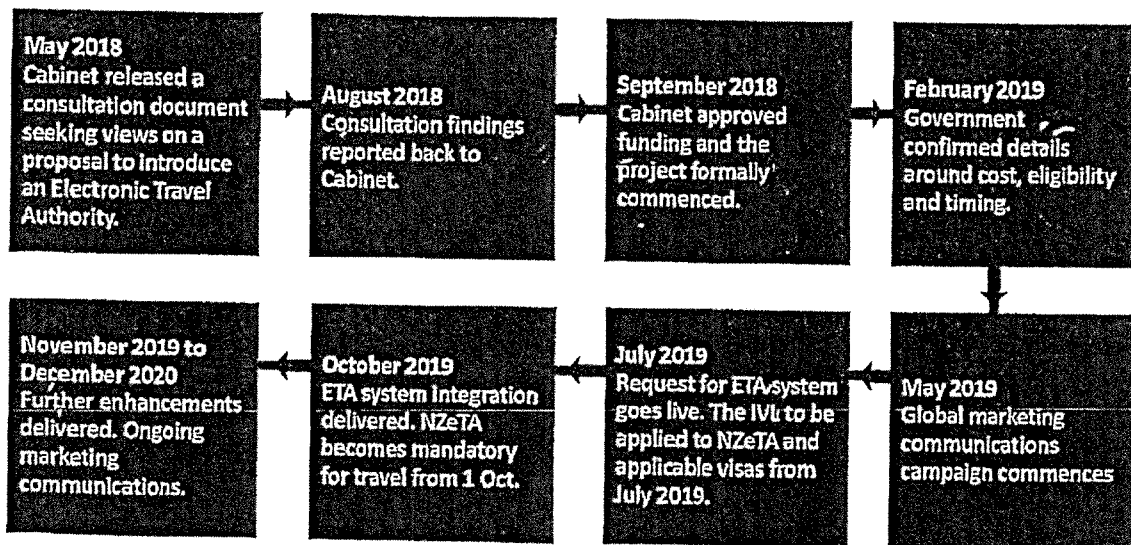 May 2018
Cabinet released a
consultation document
seeking views on a
proposal to introduce
an Electronic Travel
Authority.
August 2018
Consultation findings
reported back to
Cabinet.
September 2018
Cabinet approved
funding and the
project formally
commenced.
February 2019
Government
confirmed details
around cost, eligibility
and timing.
May 2019
Global marketing
communications
campaign commences
July 2019
Request for ETA system
goes live. The IVL to be
applied to NZeTA and
applicable visas from
July 2019.
October 2019
ETA system integration
delivered. NZeTA
becomes mandatory
for travel from 1 Oct.
November 2019 to
December 2020
Further enhancements
delivered. Ongoing
marketing
communications.